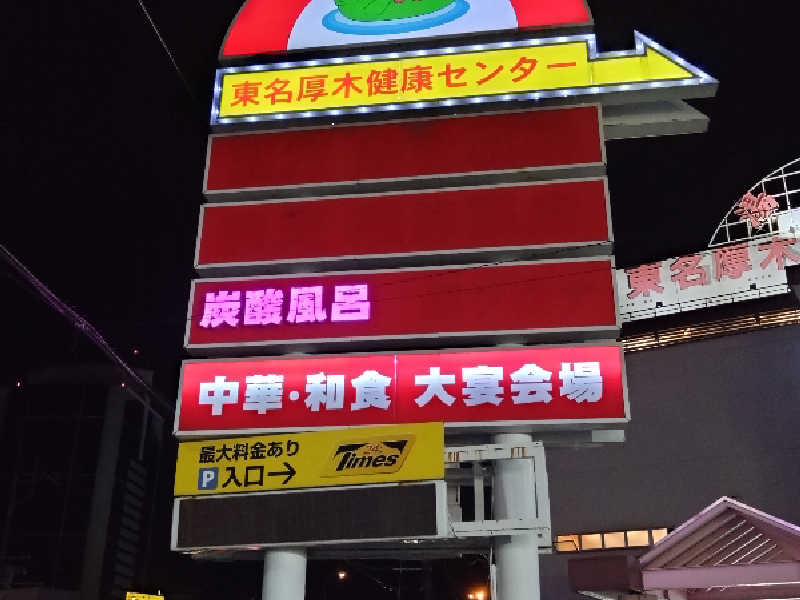 東名厚木健康センター
炭酸風呂
中華・和食 大宴会場
最大料金あり
P入口→
Times
東名厚木